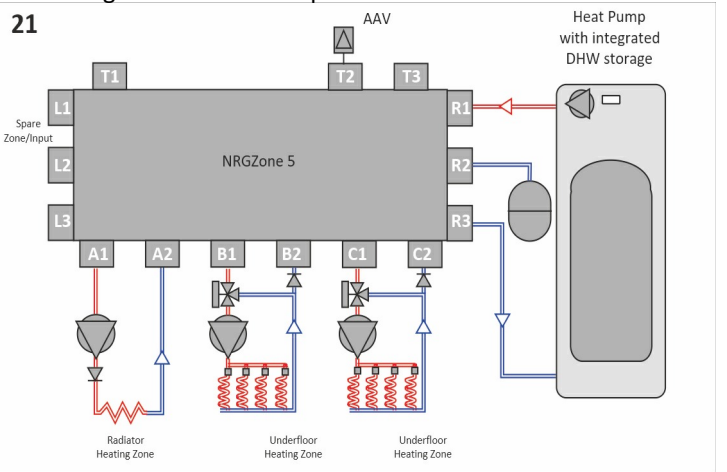 21
AAV
Heat Pump
with integrated
DHW storage
T1
T2
T3
L1
R1
Spare
Zone/Input
NRGZone 5
L2
R2
L3
R3
A1
A2
B1
B2
C1
C2
Radiator
Heating Zone
Underfloor
Heating Zone
Underfloor
Heating Zone